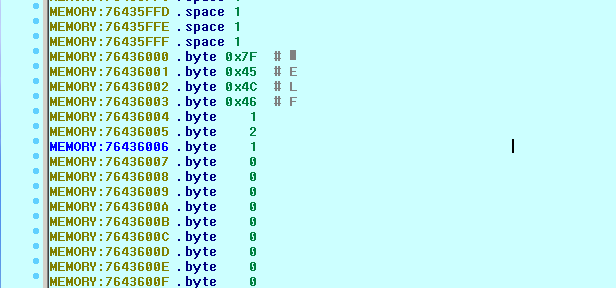 MEMORY:76435FFD .space 1
MEMORY:76435FFE .space 1
MEMORY:76435FFF .space 1
MEMORY:76436000 .byte 0x7F # ■
MEMORY:76436001 .byte 0x45 # E
MEMORY:76436002 .byte 0x4C # L
MEMORY:76436003 .byte 0x46 # F
MEMORY:76436004 .byte 1
MEMORY:76436005 .byte 2
MEMORY:76436006 .byte 1
MEMORY:76436007 .byte 0
MEMORY:76436008 .byte 0
MEMORY:76436009 .byte 0
MEMORY:7643600A .byte 0
MEMORY:7643600B .byte 0
MEMORY:7643600C .byte 0
MEMORY:7643600D .byte 0
MEMORY:7643600E .byte 0
MEMORY:7643600F .byte 0